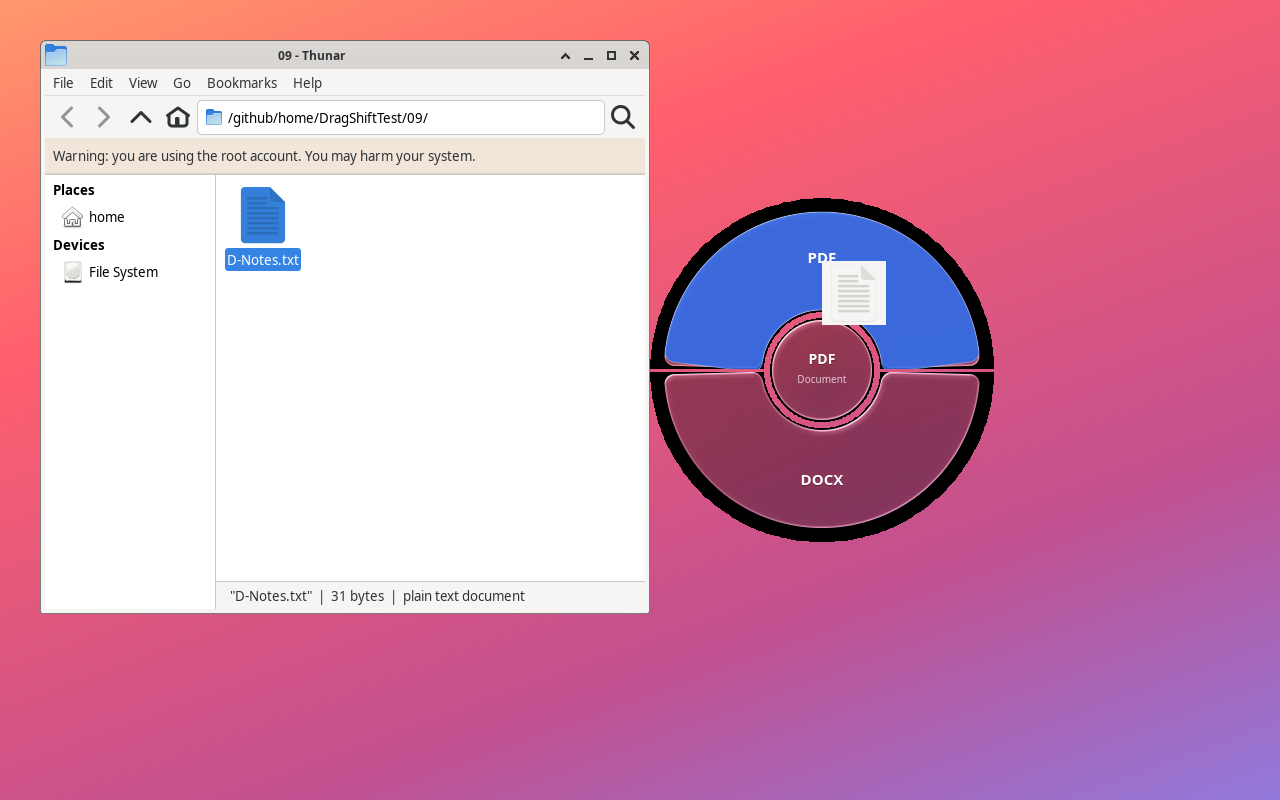 09 - Thunar
File Edit View Go Bookmarks Help
/github/home/DragShiftTest/09/
Warning: you are using the root account. You may harm your system.
Places
home
Devices
File System
D-Notes.txt
"D-Notes.txt" | 31 bytes | plain text document
PDF
PDF
Document
DOCX